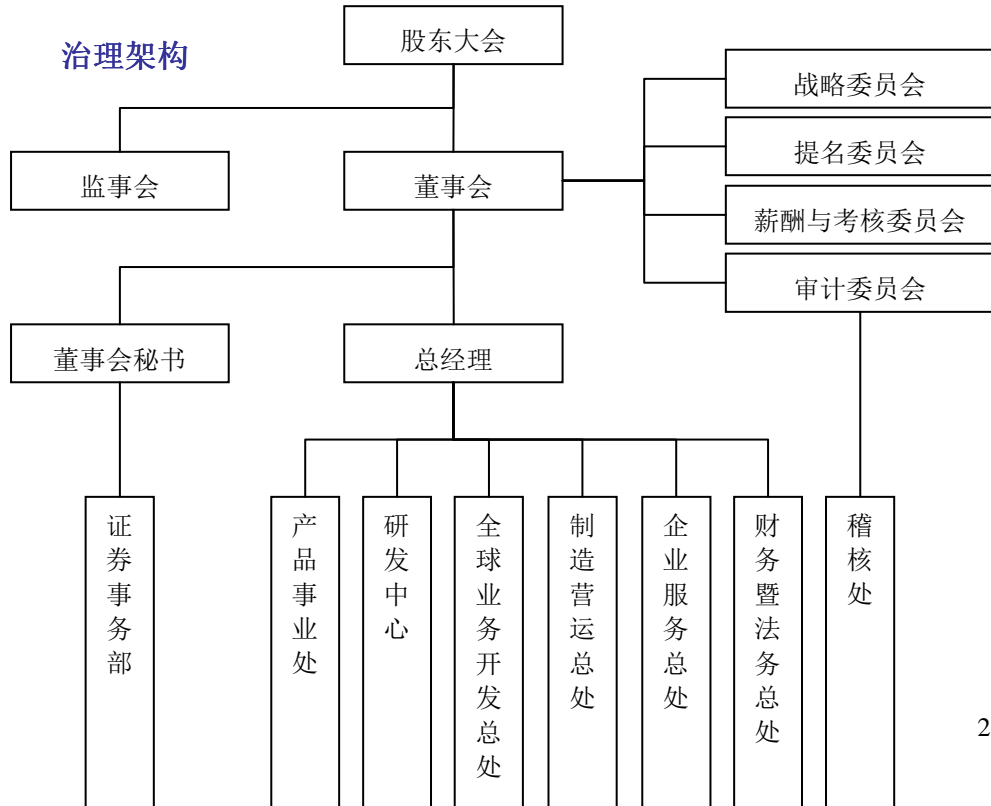 治理架构
股东大会
战略委员会
提名委员会
监事会
董事会
薪酬与考核委员会
审计委员会
董事会秘书
总经理
证券事务部
产品事业处
研发中心
全球业务开发总处
制造营运总处
企业服务总处
财务暨法务总处
稽核处
2